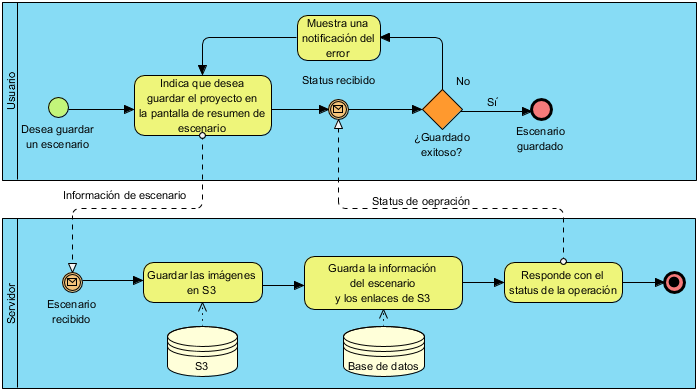 Usuario
Desea guardar
un escenario
Indica que desea
guardar el proyecto en
la pantalla de resumen de
escenario
Muestra una
notificación del
error
Status recibido
No
Sí
¿Guardado
exitoso?
Escenario
guardado
Información de escenario
Status de oepración
Servidor
Escenario
recibido
Guardar las imágenes
en S3
S3
Guarda la información
del escenario
y los enlaces de S3
Base de datos
Responde con el
status de la operación